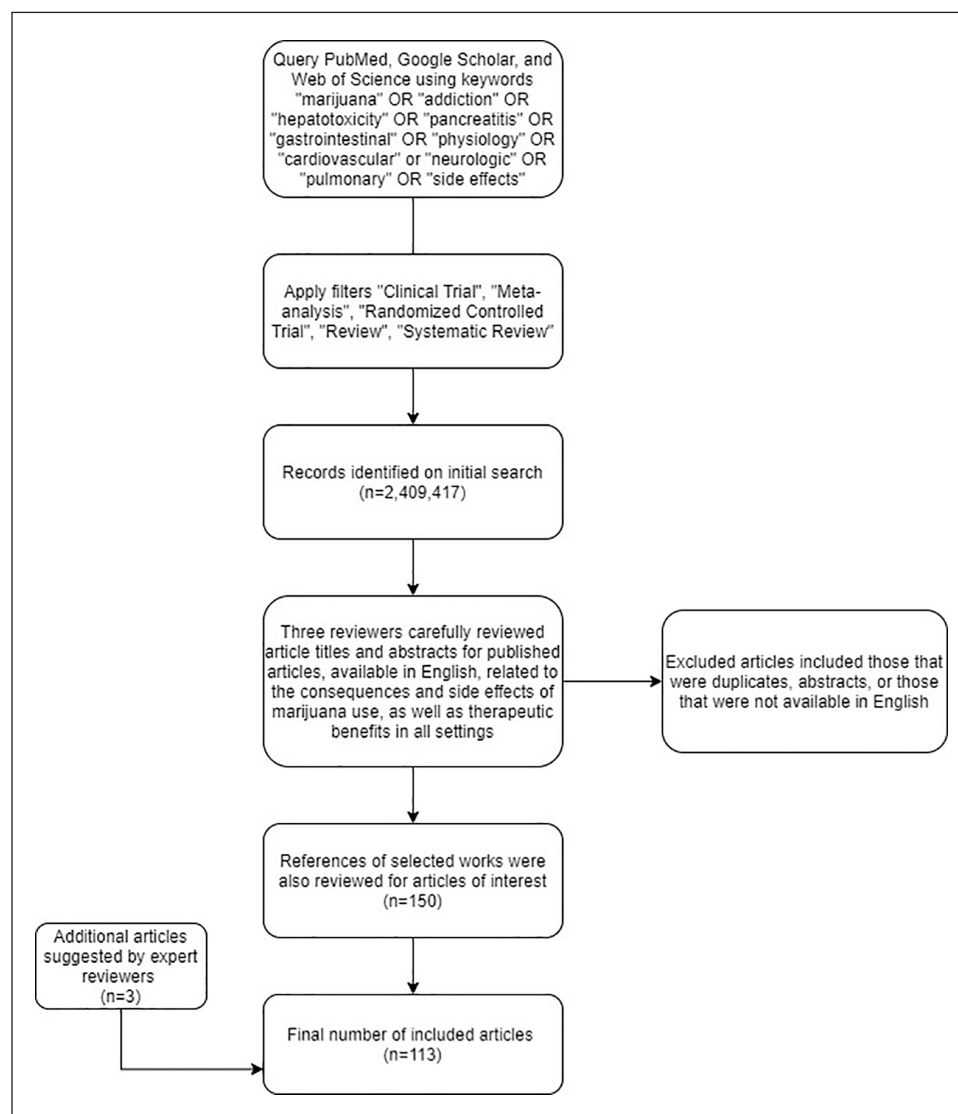 Query PubMed, Google Scholar, and
Web of Science using keywords
"marijuana" OR "addiction" OR
"hepatotoxicity" OR "pancreatitis" OR
"gastrointestinal" OR "physiology" OR
"cardiovascular" or "neurologic" OR
"pulmonary" OR "side effects"
Apply filters "Clinical Trial", "Meta-
analysis", "Randomized Controlled
Trial", "Review", "Systematic Review"
Records identified on initial search
(n=2,409,417)
Three reviewers carefully reviewed
article titles and abstracts for published
articles, available in English, related to
the consequences and side effects of
marijuana use, as well as therapeutic
benefits in all settings
Excluded articles included those that
were duplicates, abstracts, or those
that were not available in English
References of selected works were
also reviewed for articles of interest
(n=150)
Additional articles
suggested by expert
reviewers
(n=3)
Final number of included articles
(n=113)